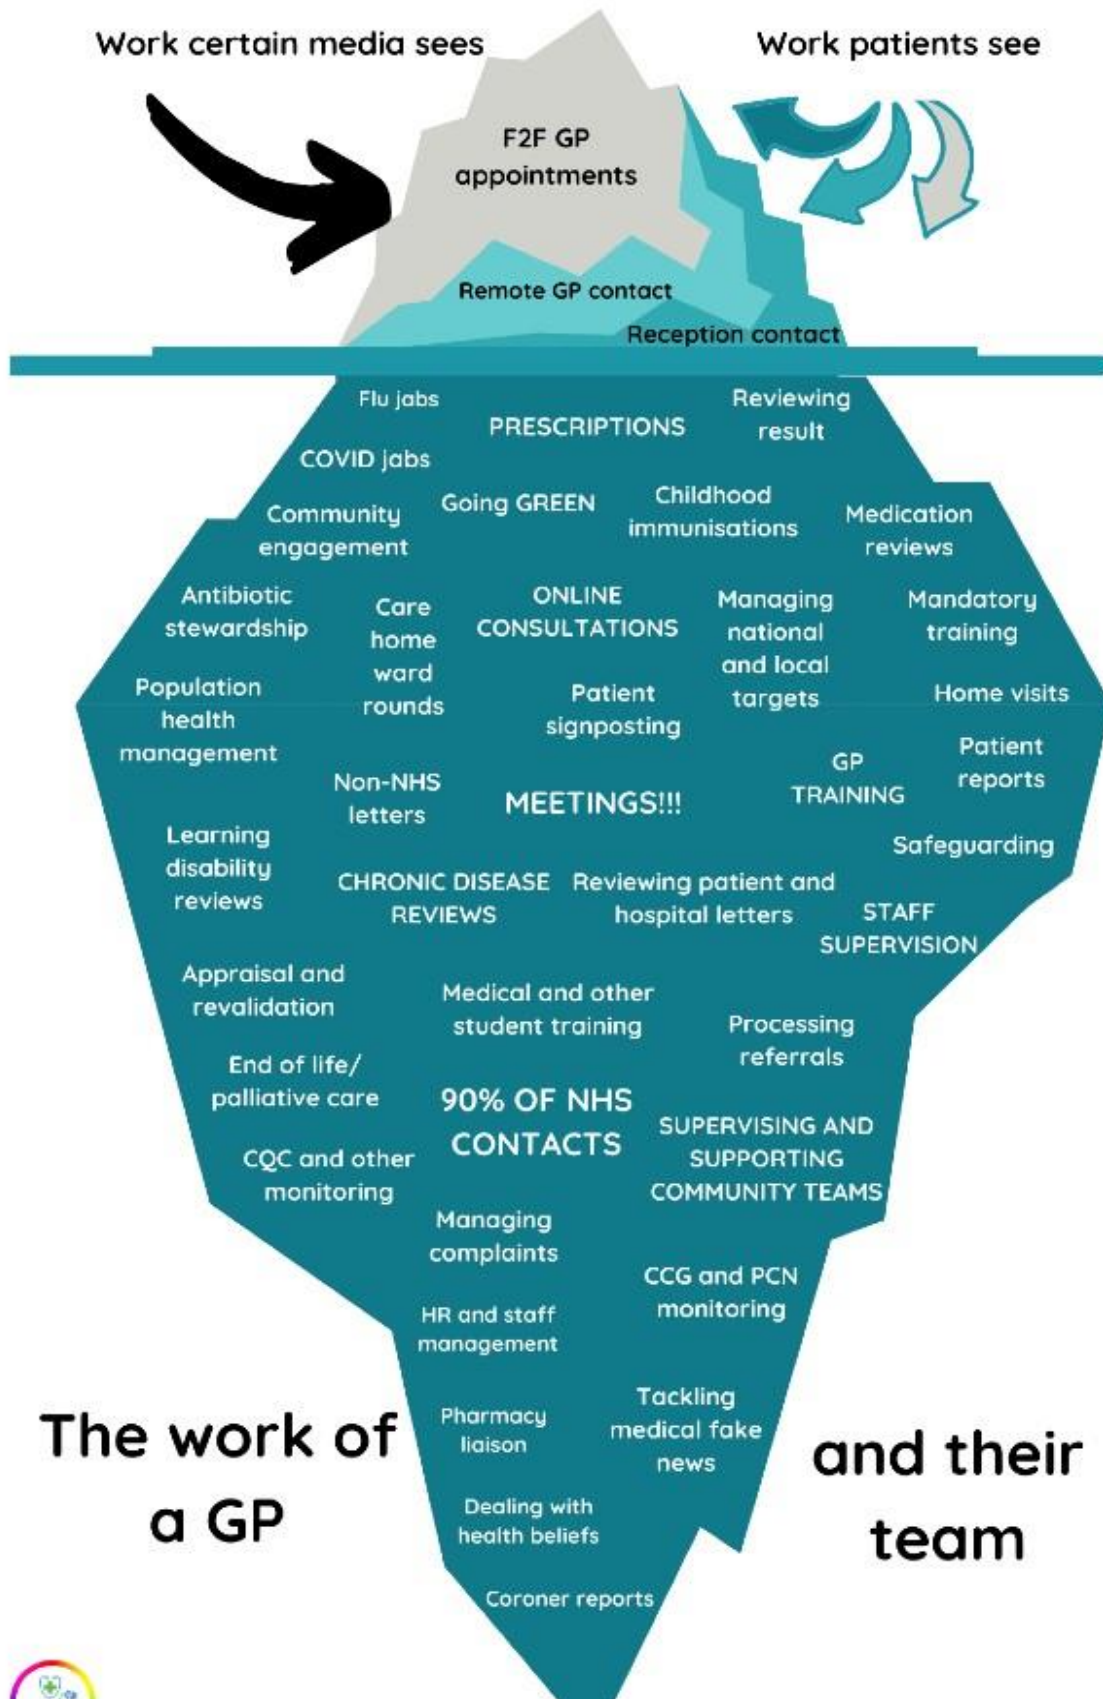 Work certain media sees
Work patients see
F2F GP
appointments
Remote GP contact
Reception contact
Flu jabs
PRESCRIPTIONS
Reviewing
result
COVID jabs
Going GREEN
Childhood
immunisations
Community
engagement
Medication
reviews
Antibiotic
stewardship
Care
home
ward
rounds
ONLINE
CONSULTATIONS
Managing
national
and local
targets
Mandatory
training
Population
health
management
Patient
signposting
Home visits
Non-NHS
letters
MEETINGS!!!
GP
TRAINING
Patient
reports
Learning
disability
reviews
Safeguarding
CHRONIC DISEASE
REVIEWS
Reviewing patient and
hospital letters
STAFF
SUPERVISION
Appraisal and
revalidation
Medical and other
student training
Processing
referrals
End of life/
palliative care
90% OF NHS
CONTACTS
SUPERVISING AND
SUPPORTING
COMMUNITY TEAMS
CQC and other
monitoring
Managing
complaints
CCG and PCN
monitoring
HR and staff
management
Tackling
medical fake
news
Pharmacy
liaison
Dealing with
health beliefs
Coroner reports
The work of
a GP
and their
team